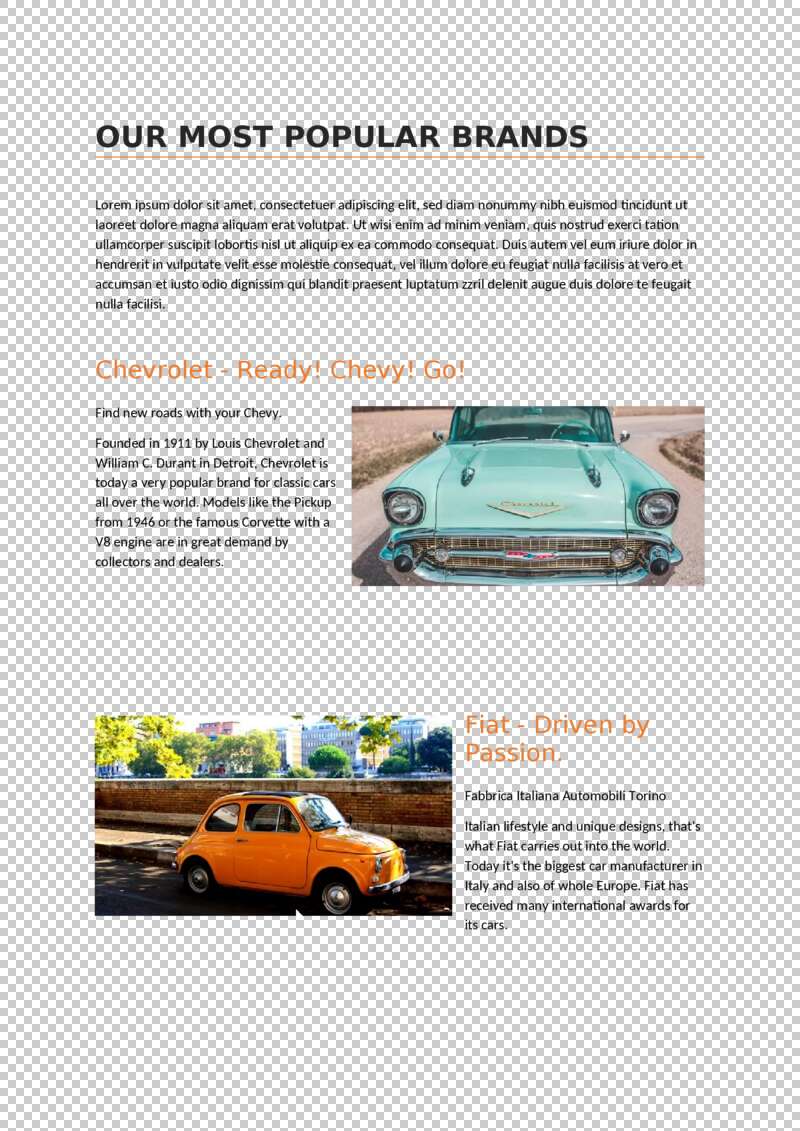 OUR MOST POPULAR BRANDS
Lorem ipsum dolor sit amet, consectetuer adipiscing elit, sed diam nonummy nibh euismod tincidunt ut
laoreet dolore magna aliquam erat volutpat. Ut wisi enim ad minim veniam, quis nostrud exerci tation
ullamcorper suscipit lobortis nisl ut aliquip ex ea commodo consequat. Duis autem vel eum iriure dolor in
hendrerit in vulputate velit esse molestie consequat, vel illum dolore eu feugiat nulla facilisis at vero et
accumsan et iusto odio dignissim qui blandit praesent luptatum zzril delenit augue duis dolore te feugait
nulla facilisi.
Chevrolet - Ready! Chevy! Go!
Find new roads with your Chevy.
Founded in 1911 by Louis Chevrolet and
William C. Durant in Detroit, Chevrolet is
today a very popular brand for classic cars
all over the world. Models like the Pickup
from 1946 or the famous Corvette with a
V8 engine are in great demand by
collectors and dealers.
Chevrolet
Fiat - Driven by
Passion.
Fabbrica Italiana Automobili Torino
Italian lifestyle and unique designs, that's
what Fiat carries out into the world.
Today it's the biggest car manufacturer in
Italy and also of whole Europe. Fiat has
received many international awards for
its cars.